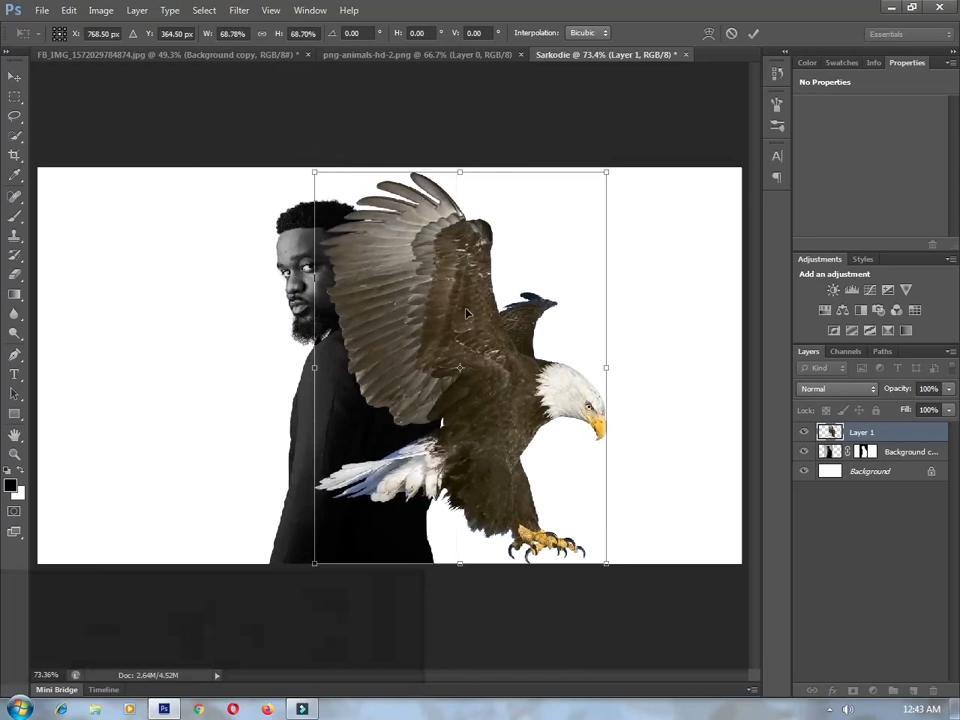 Ps File Edit Image Layer Type Select Filter View Window Help
X: 768.50 px Y: 364.50 px W: 68.78% H: 68.70% 0.00 ° H: 0.00 ° V: 0.00 ° Interpolation: Bicubic Essentials
FB_IMG_1572029784874.jpg @ 49.3% (Background copy, RGB/8#) * × png-animals-hd-2.png @ 66.7% (Layer 0, RGB/8) × Sarkodie @ 73.4% (Layer 1, RGB/8) * ×
Color Swatches Info Properties
No Properties
Adjustments Styles
Add an adjustment
Layers Channels Paths
Kind
Normal Opacity: 100%
Lock: Fill: 100%
Layer 1
Background c...
Background
73.36% Doc: 2.64M/4.52M
Mini Bridge Timeline
12:43 AM